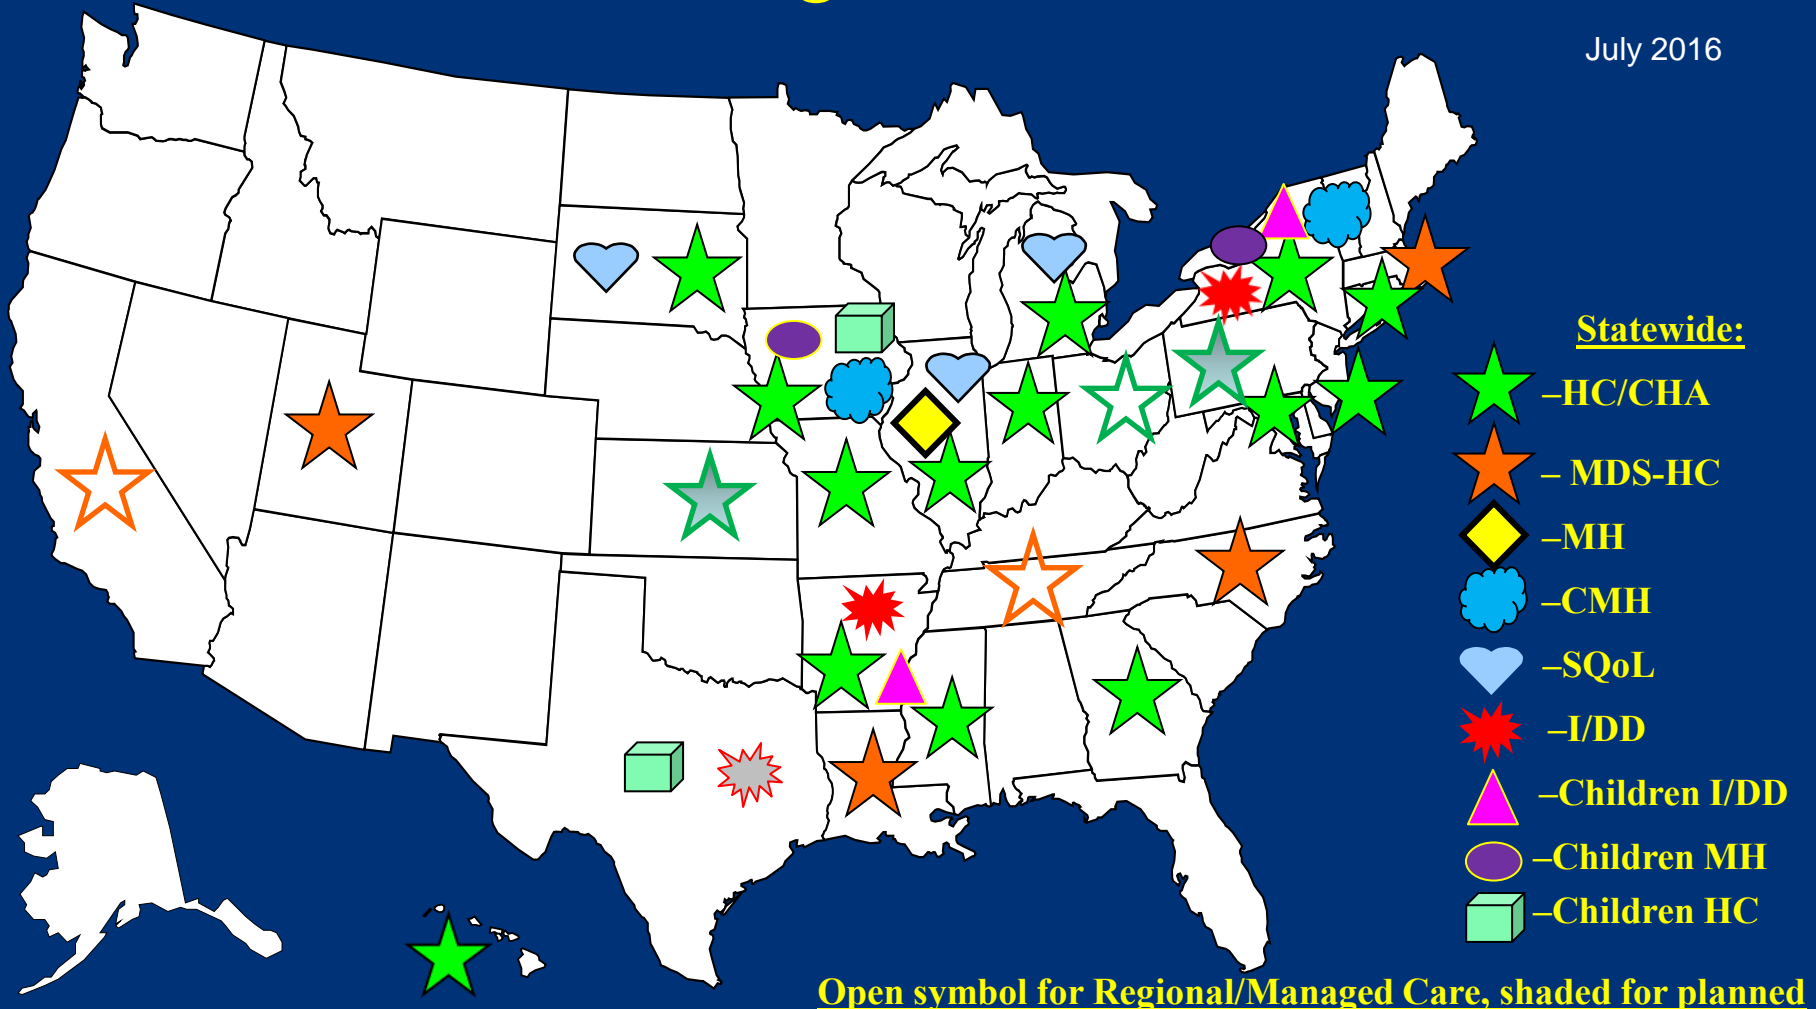 July 2016
Statewide:
–HC/CHA
– MDS-HC
–MH
–CMH
–SQoL
–I/DD
–Children I/DD
–Children MH
–Children HC
Open symbol for Regional/Managed Care, shaded for planned